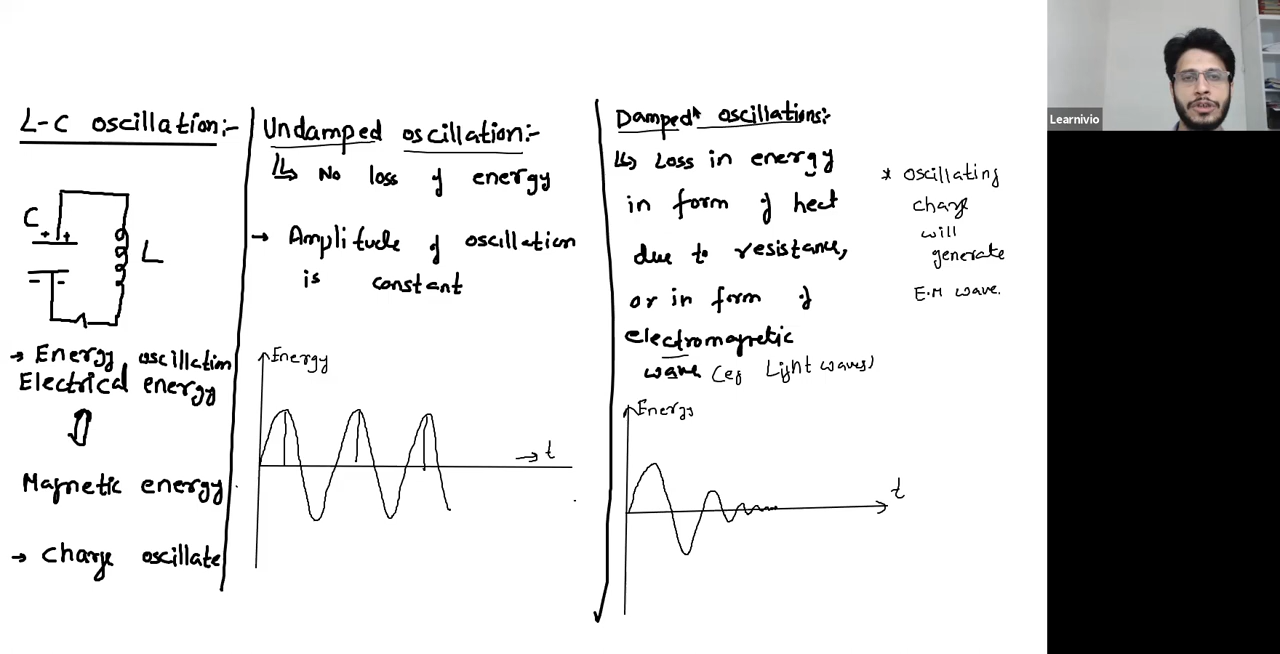 L-C oscillation:-
C
+ +
L
- -
→ Energy oscillation
Electrical energy
⇕
Magnetic energy
→ Charge oscillate
Undamped oscillation:-
↳ No loss of energy
→ Amplitude of oscillation
is constant
Energy
→ t
Damped oscillations:-
↳ Loss in energy
in form of heat
due to resistance,
or in form of
electromagnetic
wave (eg Light waves)
Energy
t
* oscillating
charge
will
generate
E.M wave.
Learnivio